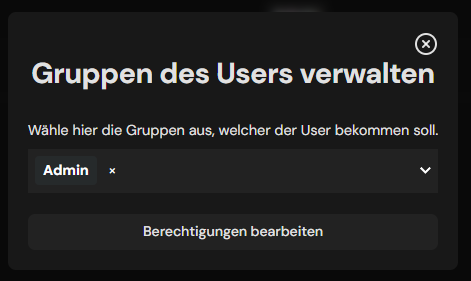 Gruppen des Users verwalten
Wähle hier die Gruppen aus, welcher der User bekommen soll.
Admin ×
Berechtigungen bearbeiten